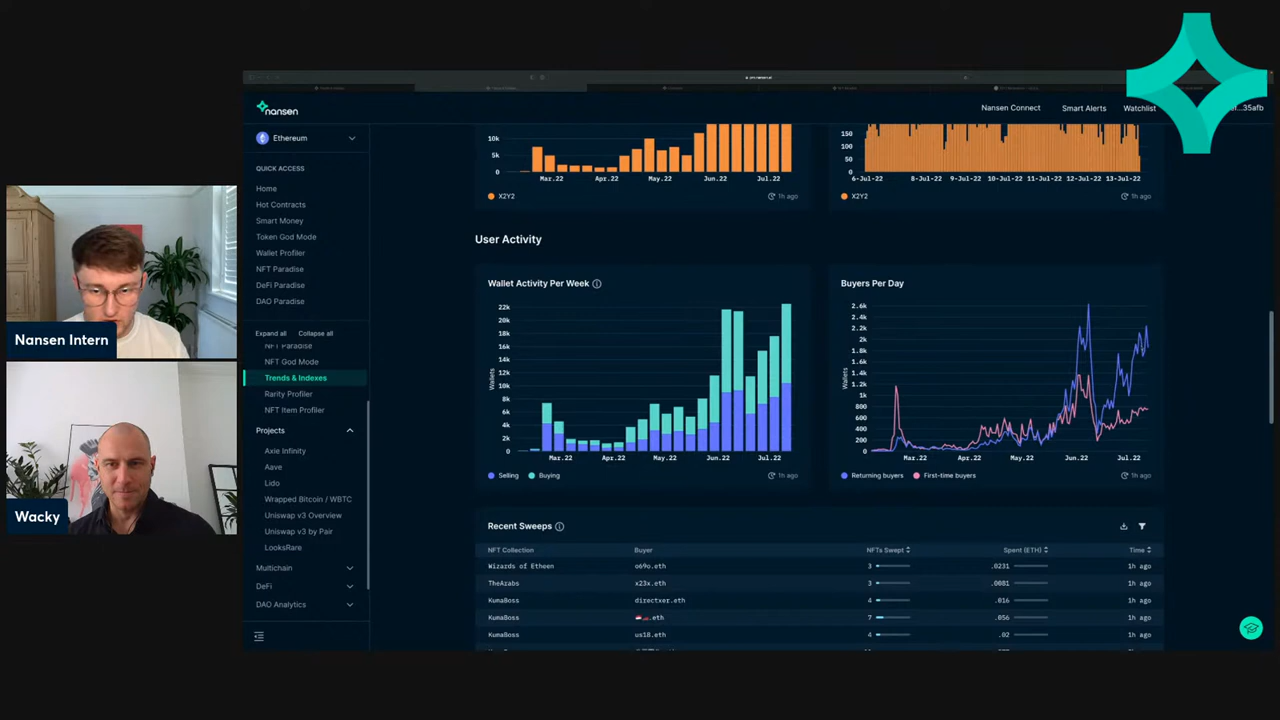 nansen
Nansen Connect
Smart Alerts
Watchlist
...35afb
Ethereum
QUICK ACCESS
Home
Hot Contracts
Smart Money
Token God Mode
Wallet Profiler
NFT Paradise
DeFi Paradise
DAO Paradise
Expand all
Collapse all
NFT Paradise
NFT God Mode
Trends & Indexes
Rarity Profiler
NFT Item Profiler
Projects
Axie Infinity
Aave
Lido
Wrapped Bitcoin / WBTC
Uniswap v3 Overview
Uniswap v3 by Pair
LooksRare
Multichain
DeFi
DAO Analytics
Nansen Intern
Wacky
10k
5k
0
Mar.22 Apr.22 May.22 Jun.22 Jul.22
X2Y2
1h ago
150
100
50
0
6-Jul-22 8-Jul-22 9-Jul-22 10-Jul-22 11-Jul-22 12-Jul-22 13-Jul-22
X2Y2
1h ago
User Activity
Wallet Activity Per Week
22k
20k
18k
16k
14k
12k
10k
8k
6k
4k
2k
0
Wallets
Mar.22 Apr.22 May.22 Jun.22 Jul.22
Selling Buying
1h ago
Buyers Per Day
2.6k
2.4k
2.2k
2k
1.8k
1.6k
1.4k
1.2k
1k
800
600
400
200
0
Wallets
Mar.22 Apr.22 May.22 Jun.22 Jul.22
Returning buyers First-time buyers
1h ago
Recent Sweeps
NFT Collection Buyer NFTs Swept Spent (ETH) Time
Wizards of Etheen o69o.eth 3 .0231 1h ago
TheArabs x23x.eth 3 .0081 1h ago
KumaBoss directxer.eth 4 .016 1h ago
KumaBoss .eth 7 .056 1h ago
KumaBoss us18.eth 4 .02 1h ago